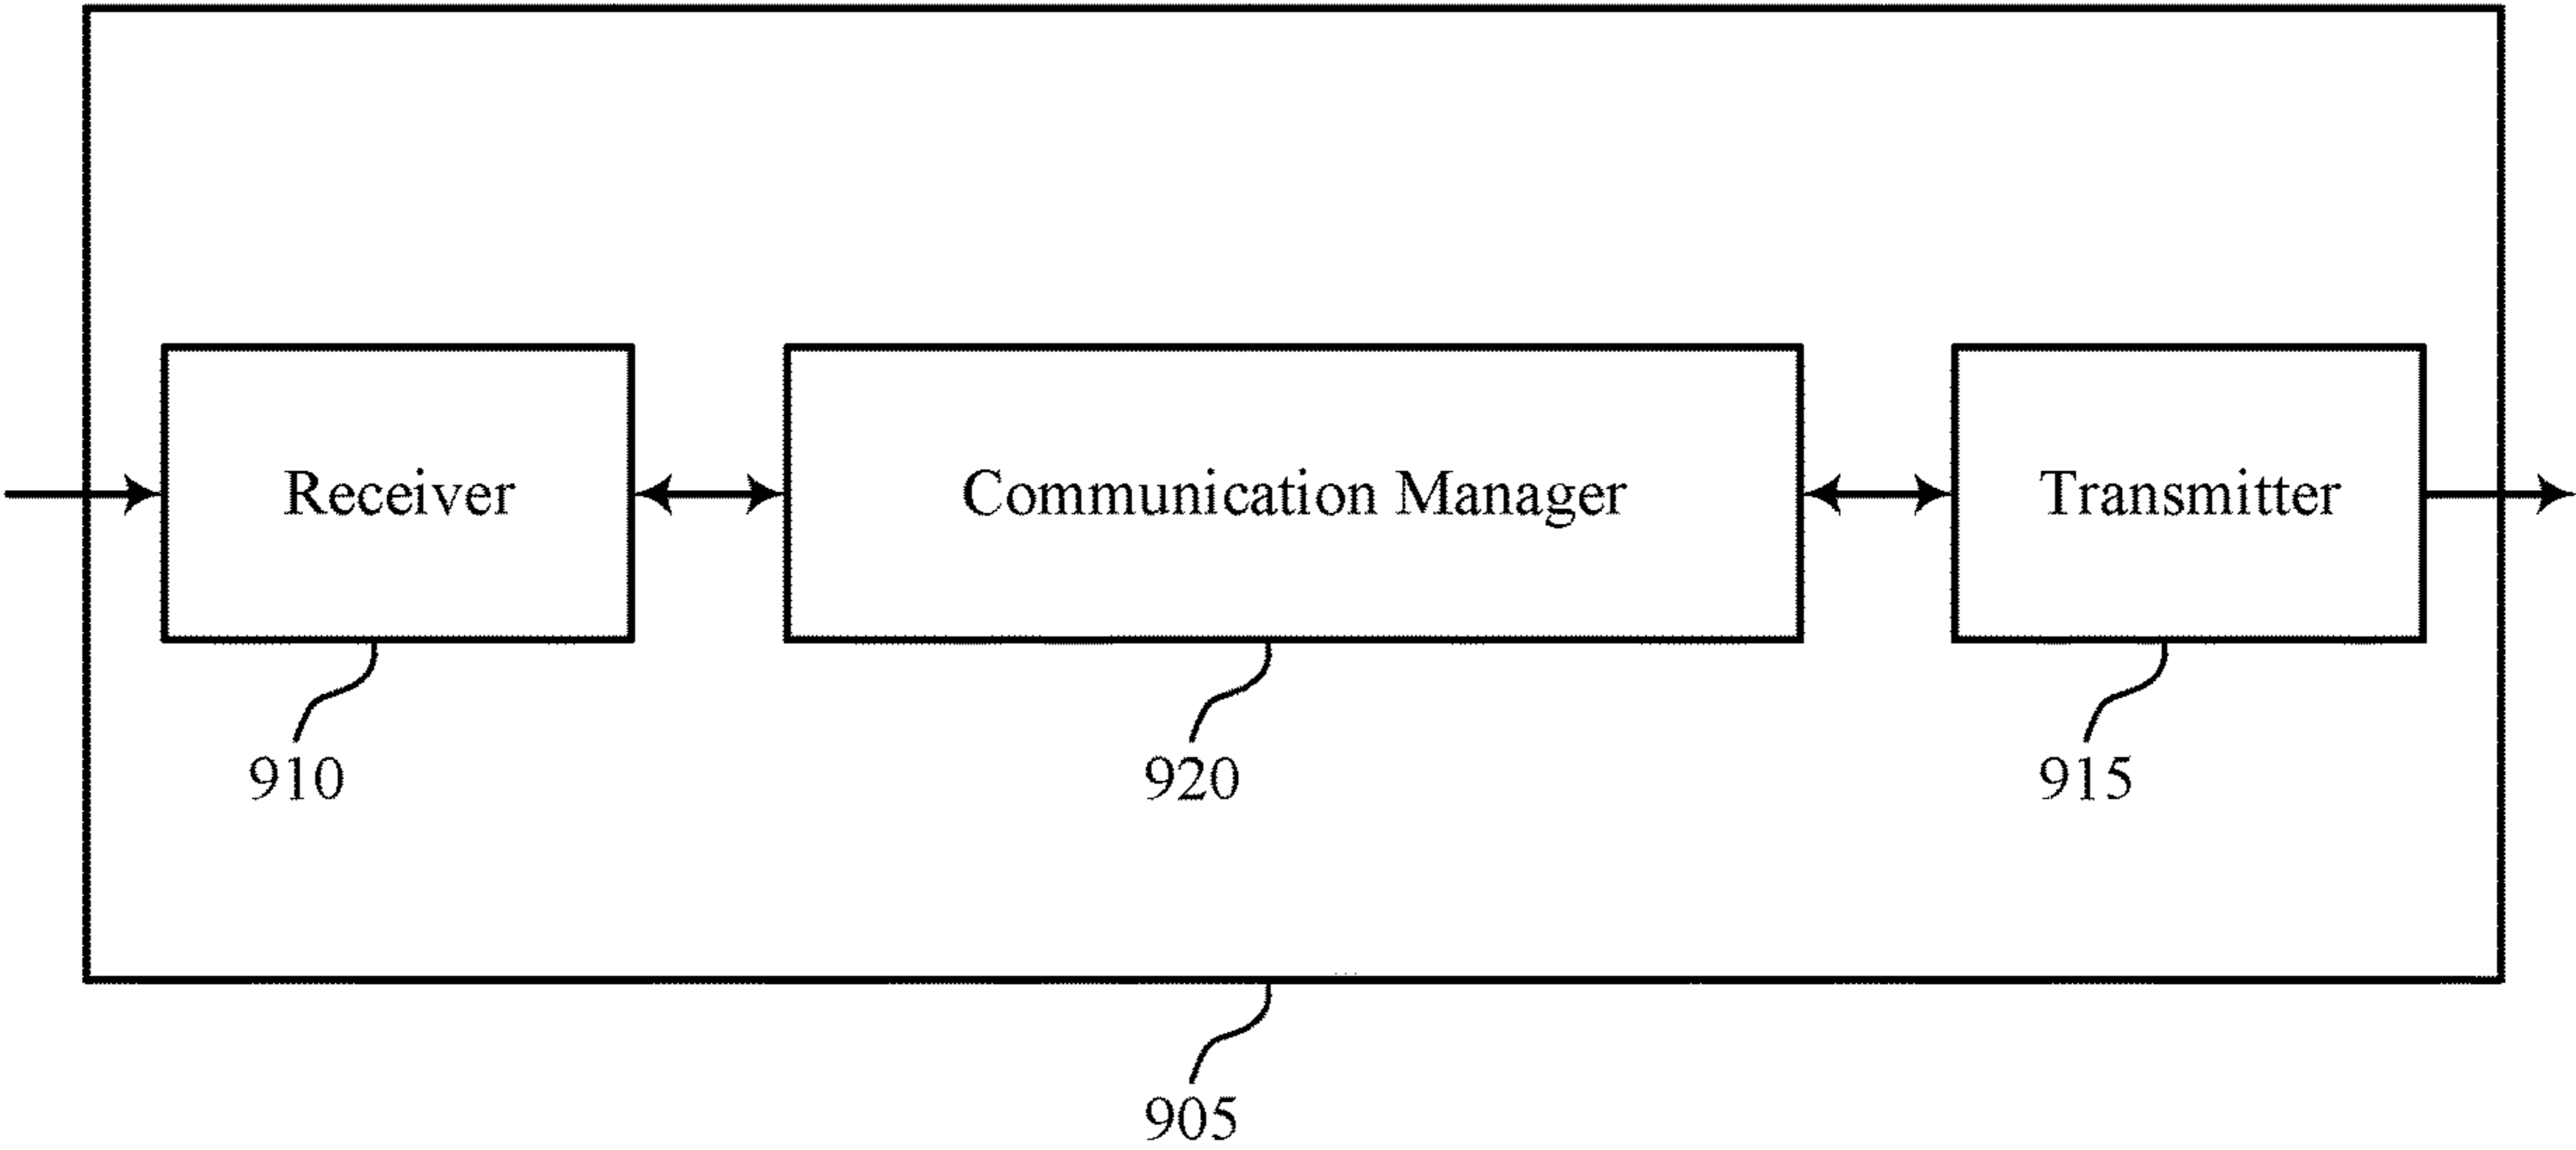 Receiver
Communication Manager
Transmitter
910
920
915
905